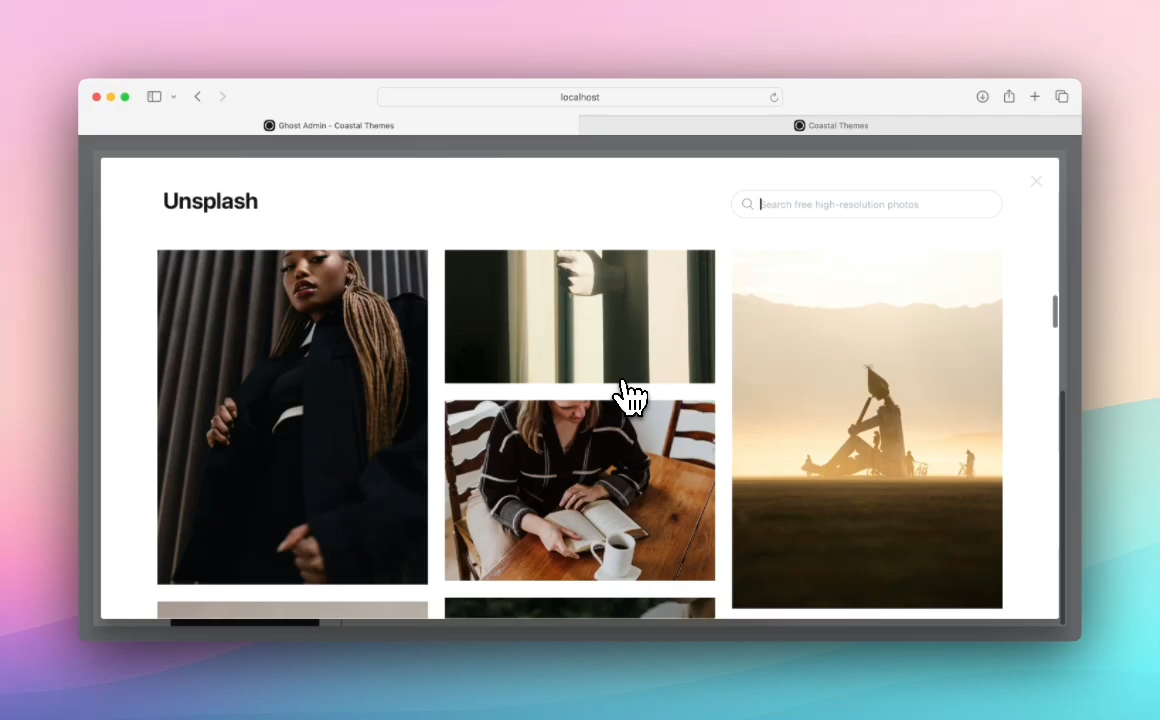 localhost
Ghost Admin - Coastal Themes
Coastal Themes
Unsplash
Search free high-resolution photos